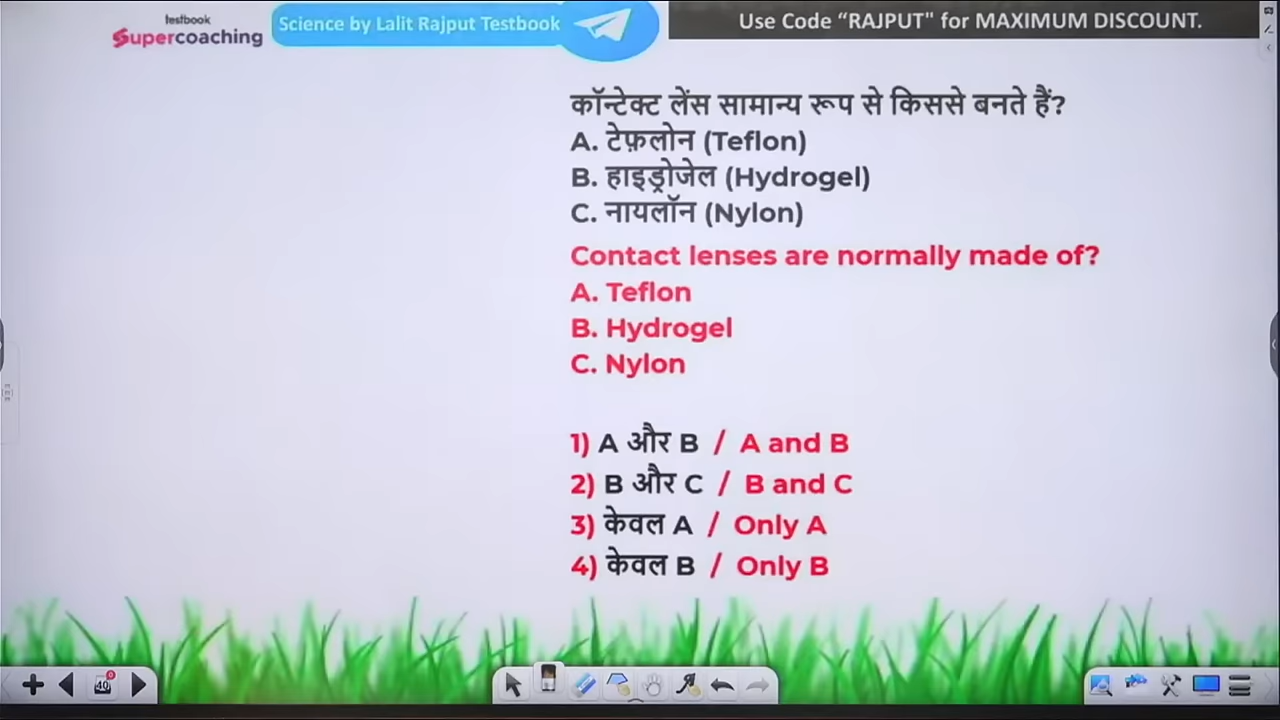 testbook
Supercoaching
Science by Lalit Rajput Testbook
Use Code “RAJPUT" for MAXIMUM DISCOUNT.
कॉन्टेक्ट लेंस सामान्य रूप से किससे बनते हैं?
A. टेफ़लोन (Teflon)
B. हाइड्रोजेल (Hydrogel)
C. नायलॉन (Nylon)
Contact lenses are normally made of?
A. Teflon
B. Hydrogel
C. Nylon
1) A और B / A and B
2) B और C / B and C
3) केवल A / Only A
4) केवल B / Only B
40